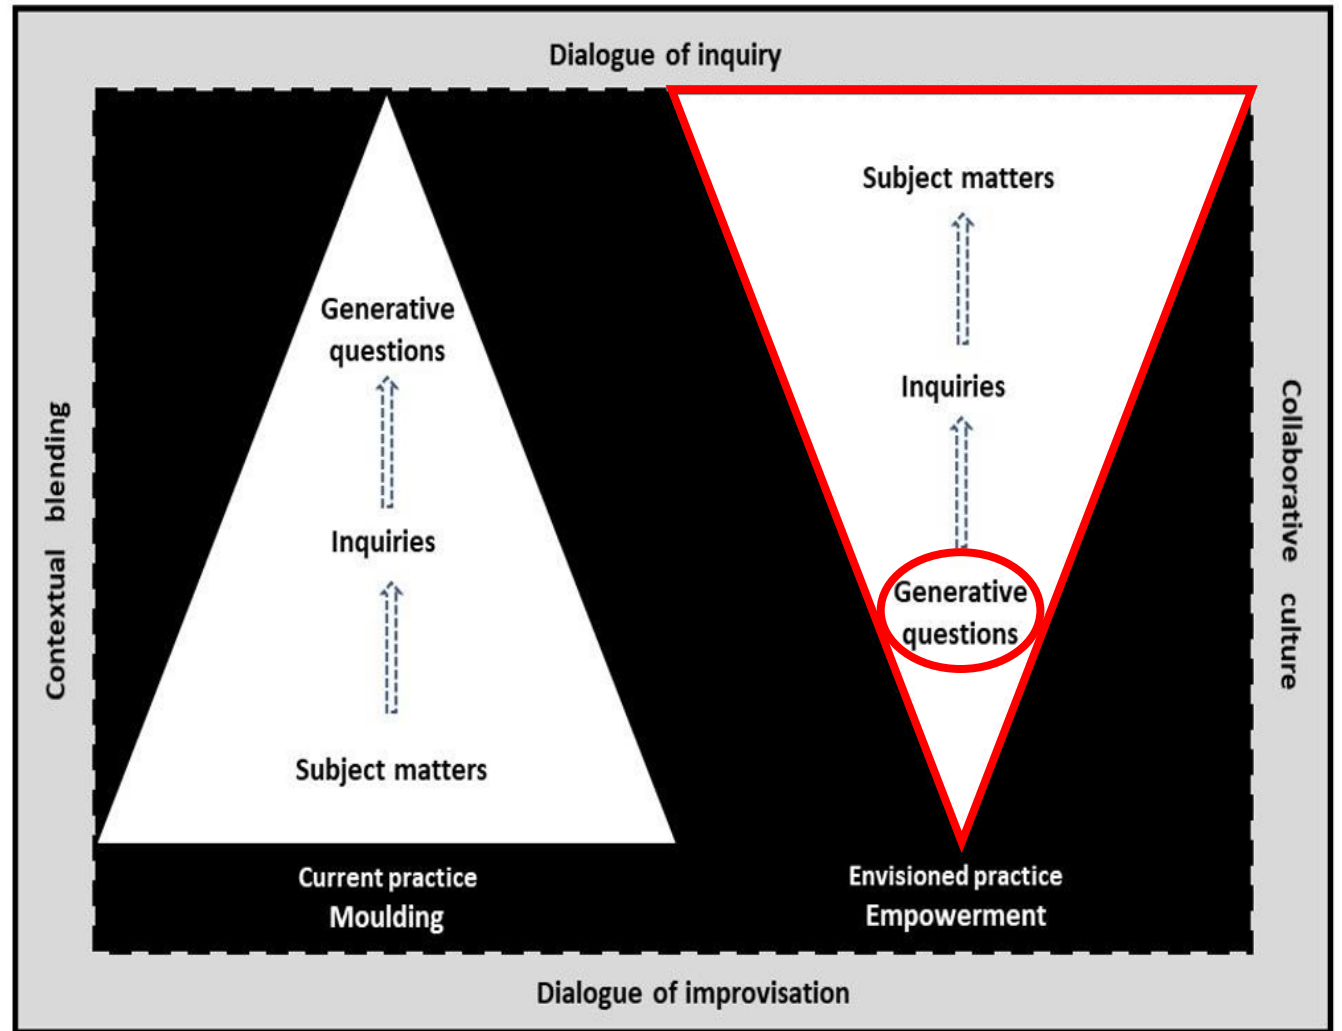 Dialogue of inquiry
Contextual blending
Generative
questions
Inquiries
Subject matters
Current practice
Moulding
Subject matters
Inquiries
Generative
questions
Envisioned practice
Empowerment
Collaborative culture
Dialogue of improvisation